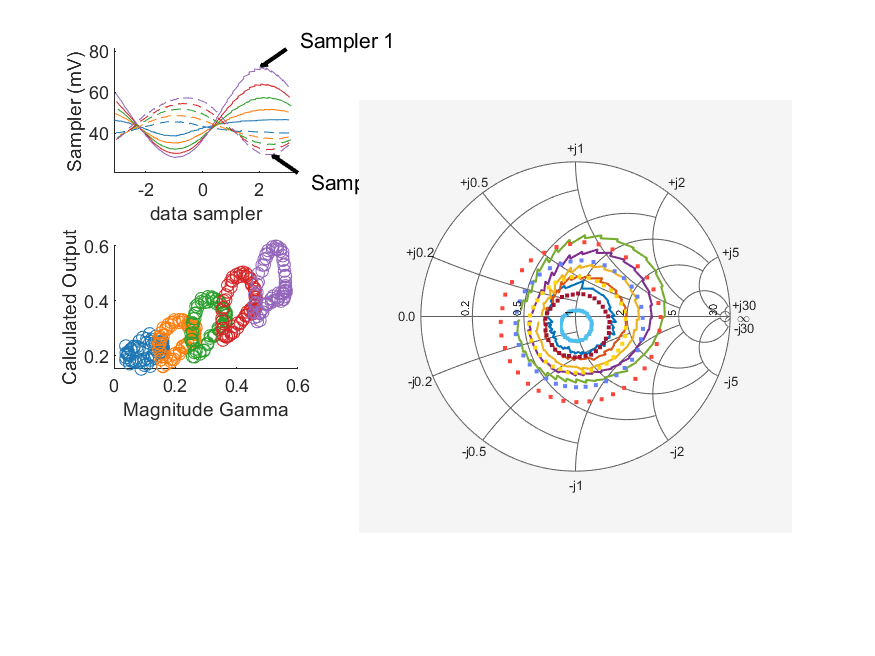 Sampler 1
80
60
40
Sampler (mV)
-2
0
2
data sampler
Samp
0.6
0.4
0.2
Calculated Output
0
0.2
0.4
0.6
Magnitude Gamma
+j1
+j0.5
+j2
+j0.2
+j5
+j30
0.0
0.2
0.5
1
2
5
30
∞
-j30
-j0.2
-j5
-j0.5
-j2
-j1